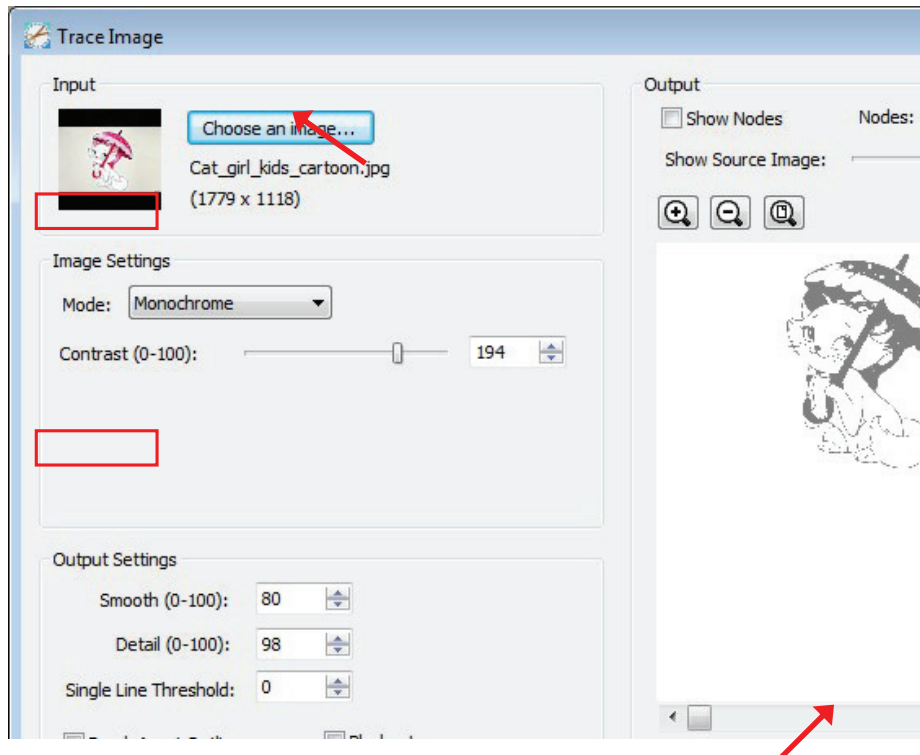 Trace Image
Input
Choose an image...
Cat_girl_kids_cartoon.jpg
(1779 x 1118)
Image Settings
Mode: Monochrome
Contrast (0-100): 194
Output Settings
Smooth (0-100): 80
Detail (0-100): 98
Single Line Threshold: 0
Output
Show Nodes Nodes:
Show Source Image: